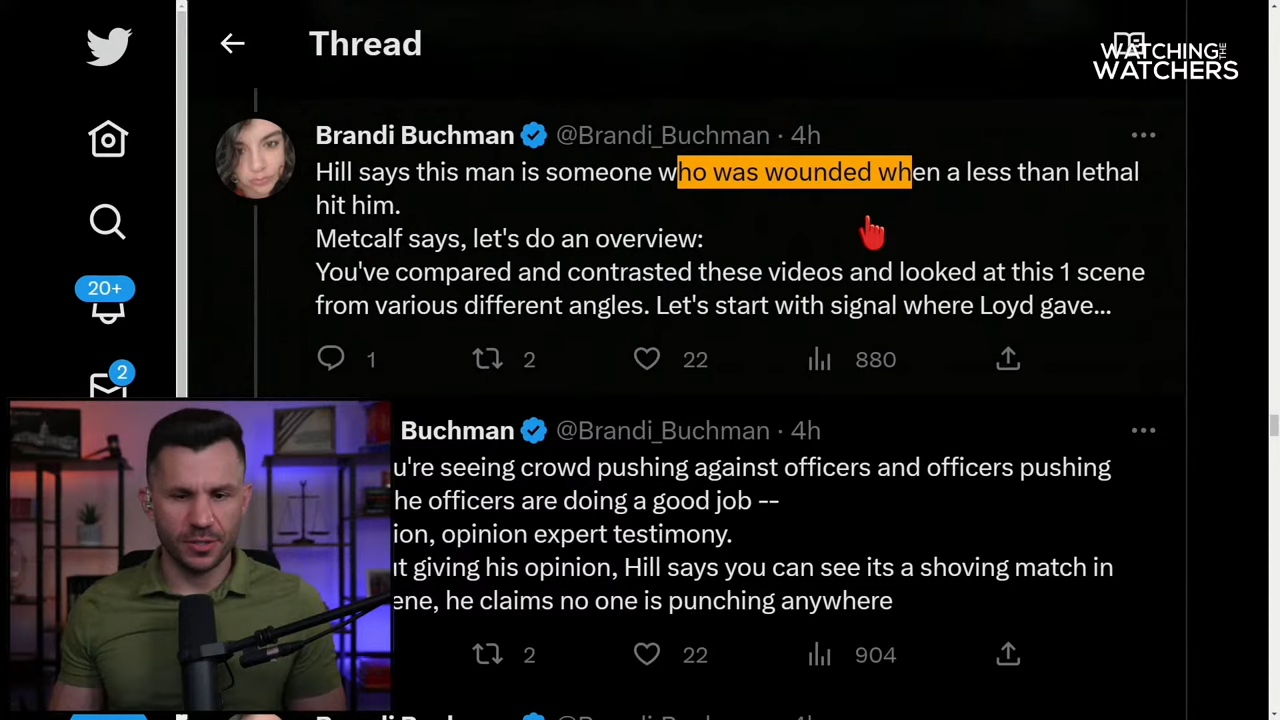 Thread
WATCHING THE
WATCHERS
Brandi Buchman @Brandi_Buchman · 4h
Hill says this man is someone who was wounded when a less than lethal
hit him.
Metcalf says, let's do an overview:
You've compared and contrasted these videos and looked at this 1 scene
from various different angles. Let's start with signal where Loyd gave...
20+
1 2 22 880
2
Buchman @Brandi_Buchman · 4h
u're seeing crowd pushing against officers and officers pushing
he officers are doing a good job --
ion, opinion expert testimony.
ut giving his opinion, Hill says you can see its a shoving match in
ene, he claims no one is punching anywhere
2 22 904